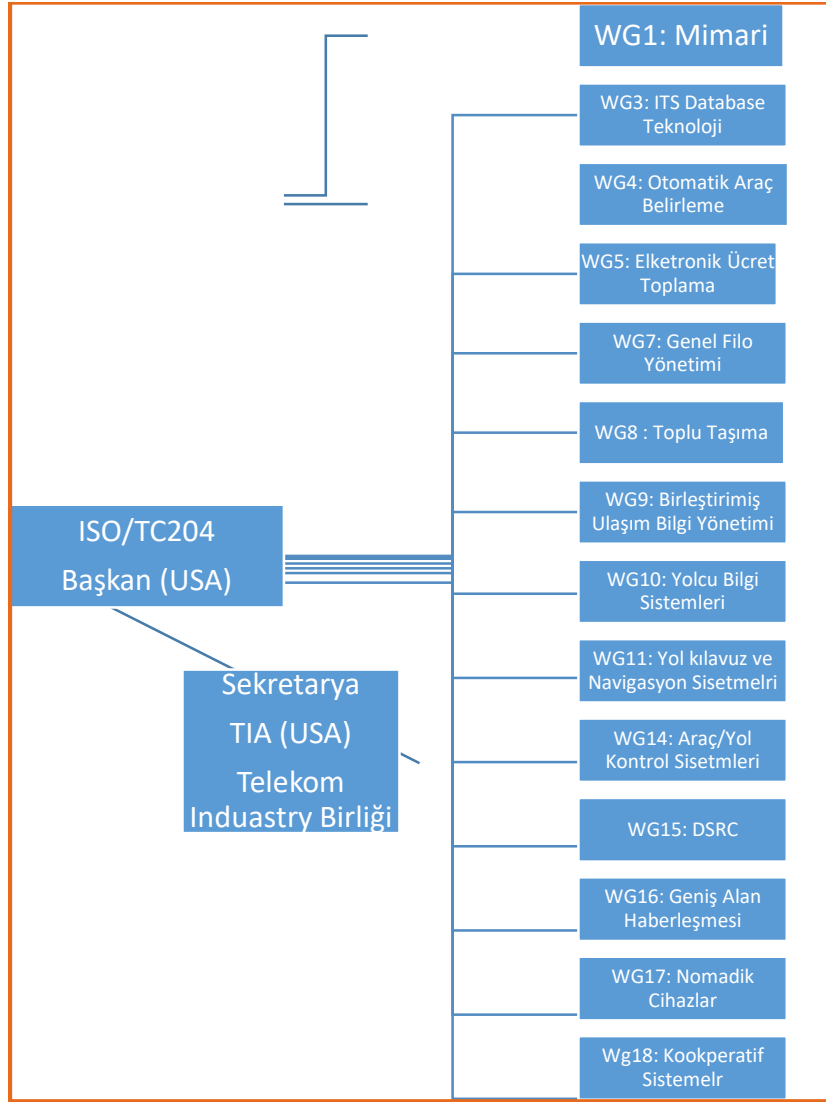 WG1: Mimari
WG3: ITS Database
Teknoloji
WG4: Otomatik Araç
Belirleme
WG5: Elketronik Ücret
Toplama
WG7: Genel Filo
Yönetimi
WG8 : Toplu Taşıma
WG9: Birleştirimiş
Ulaşım Bilgi Yönetimi
ISO/TC204
Başkan (USA)
WG10: Yolcu Bilgi
Sistemleri
WG11: Yol kılavuz ve
Navigasyon Sisetmelri
Sekretarya
TIA (USA)
Telekom
Induastry Birliği
WG14: Araç/Yol
Kontrol Sisetmleri
WG15: DSRC
WG16: Geniş Alan
Haberleşmesi
WG17: Nomadik
Cihazlar
Wg18: Kookperatif
Sistemelr